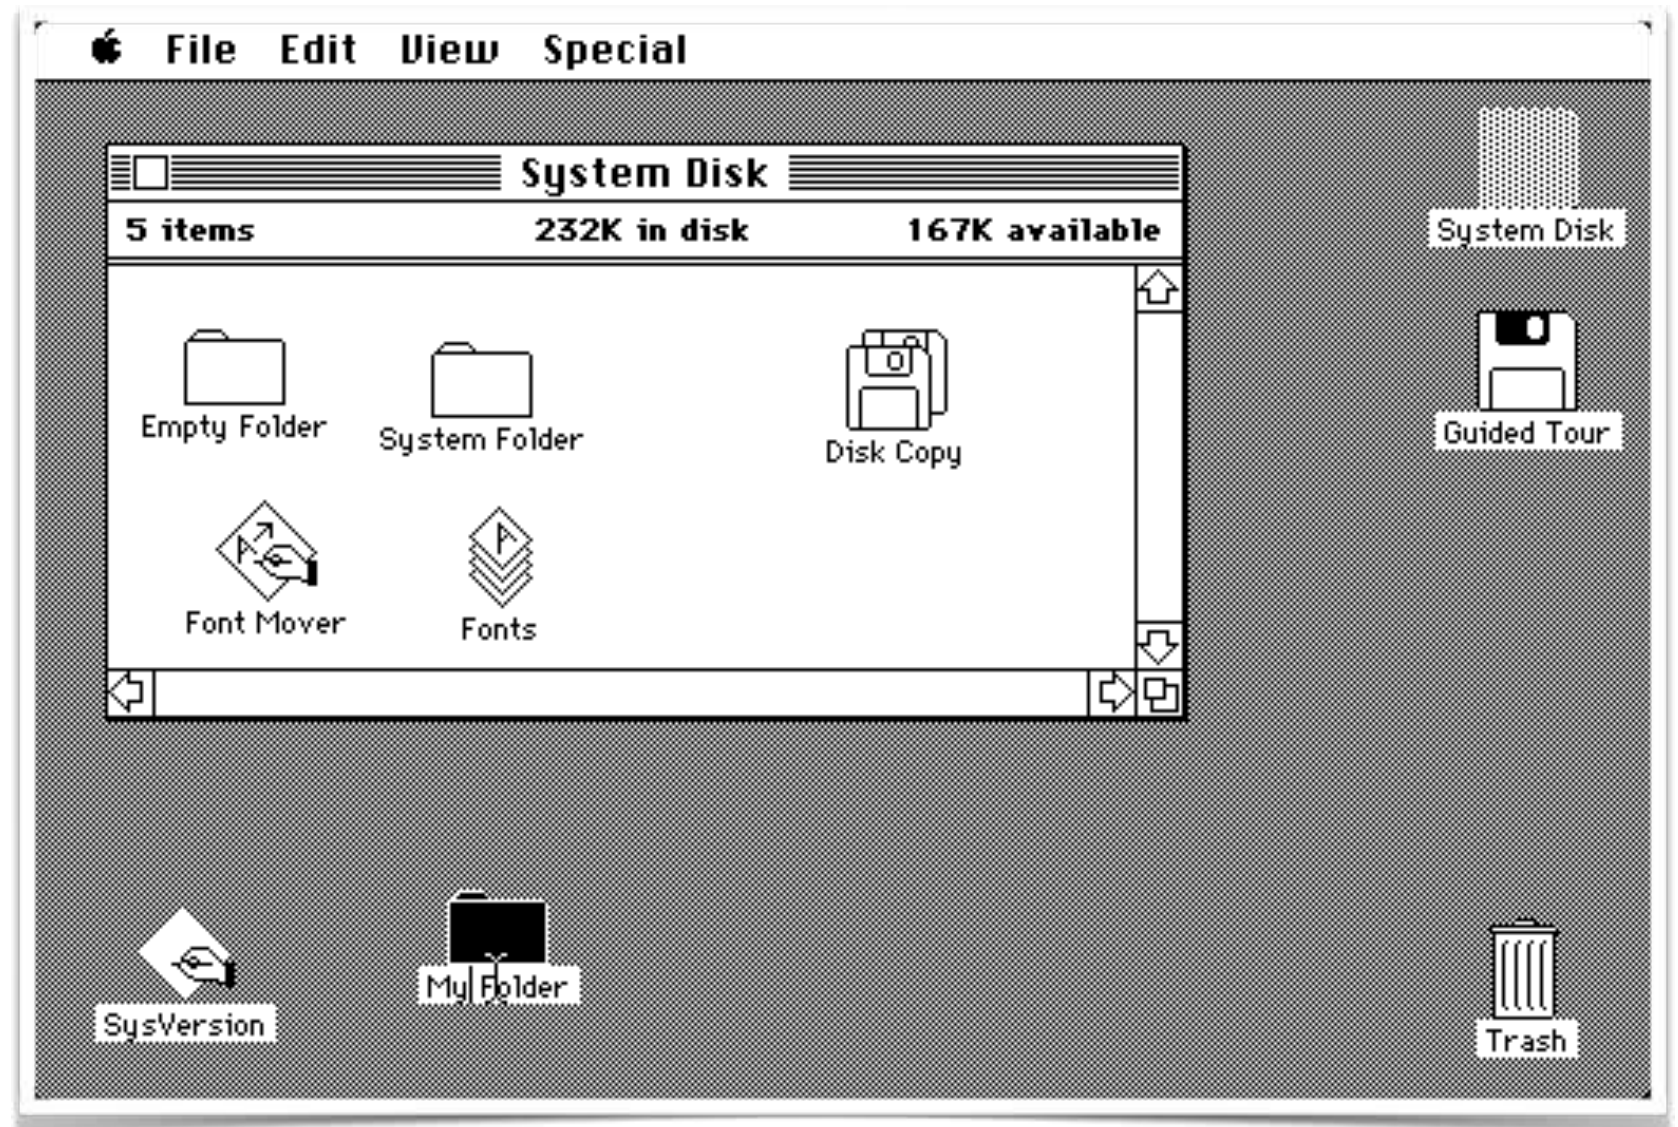 File Edit View Special
System Disk
5 items 232K in disk 167K available
Empty Folder
System Folder
Disk Copy
Font Mover
Fonts
System Disk
Guided Tour
SysVersion
My Folder
Trash